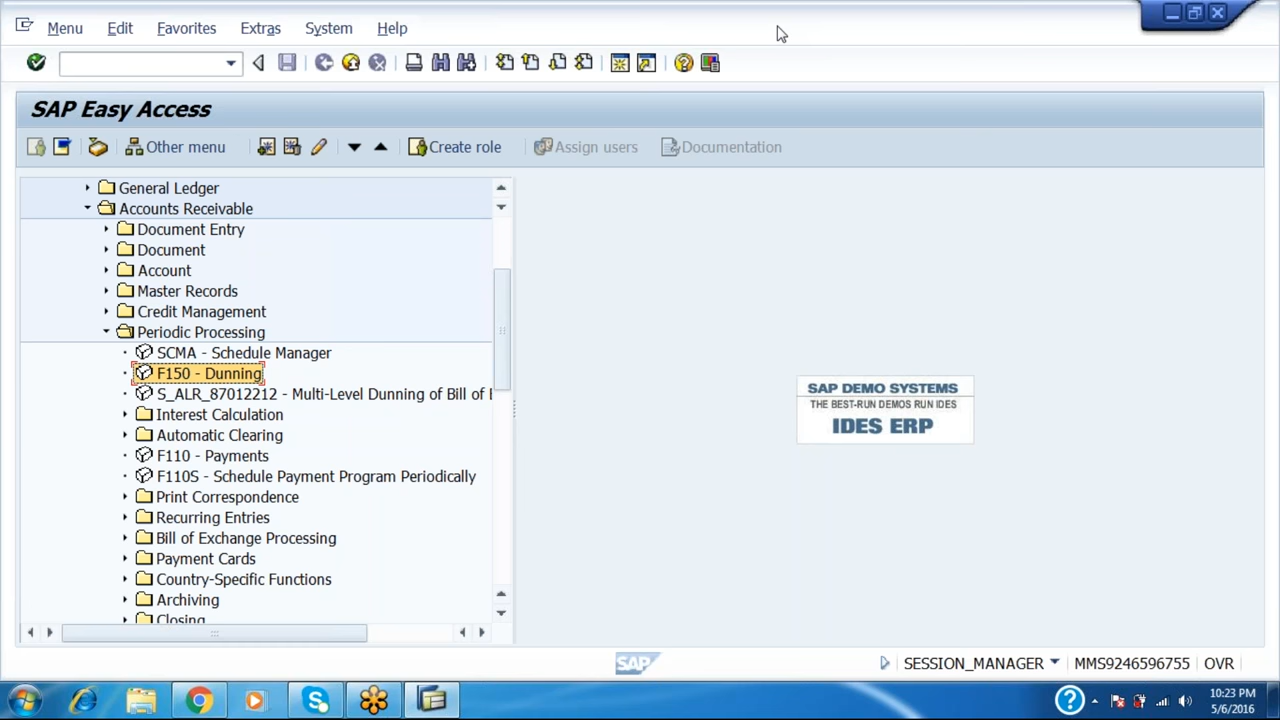 Menu Edit Favorites Extras System Help
SAP Easy Access
Other menu Create role Assign users Documentation
General Ledger
Accounts Receivable
Document Entry
Document
Account
Master Records
Credit Management
Periodic Processing
SCMA - Schedule Manager
F150 - Dunning
S_ALR_87012212 - Multi-Level Dunning of Bill of
Interest Calculation
Automatic Clearing
F110 - Payments
F110S - Schedule Payment Program Periodically
Print Correspondence
Recurring Entries
Bill of Exchange Processing
Payment Cards
Country-Specific Functions
Archiving
Closing
SAP DEMO SYSTEMS
THE BEST-RUN DEMOS RUN IDES
IDES ERP
SAP
SESSION_MANAGER MMS9246596755 OVR
10:23 PM
5/6/2016